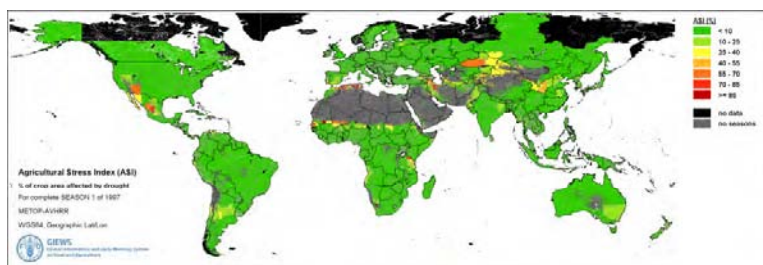 ASI (%)
< 10
10 - 25
25 - 40
40 - 55
55 - 70
70 - 85
>= 85
no data
no seasons
Agricultural Stress Index (ASI)
% of crop area affected by drought
For complete SEASON 1 of 1997
METOP-AVHRR
WGS84, Geographic Lat/Lon
GIEWS